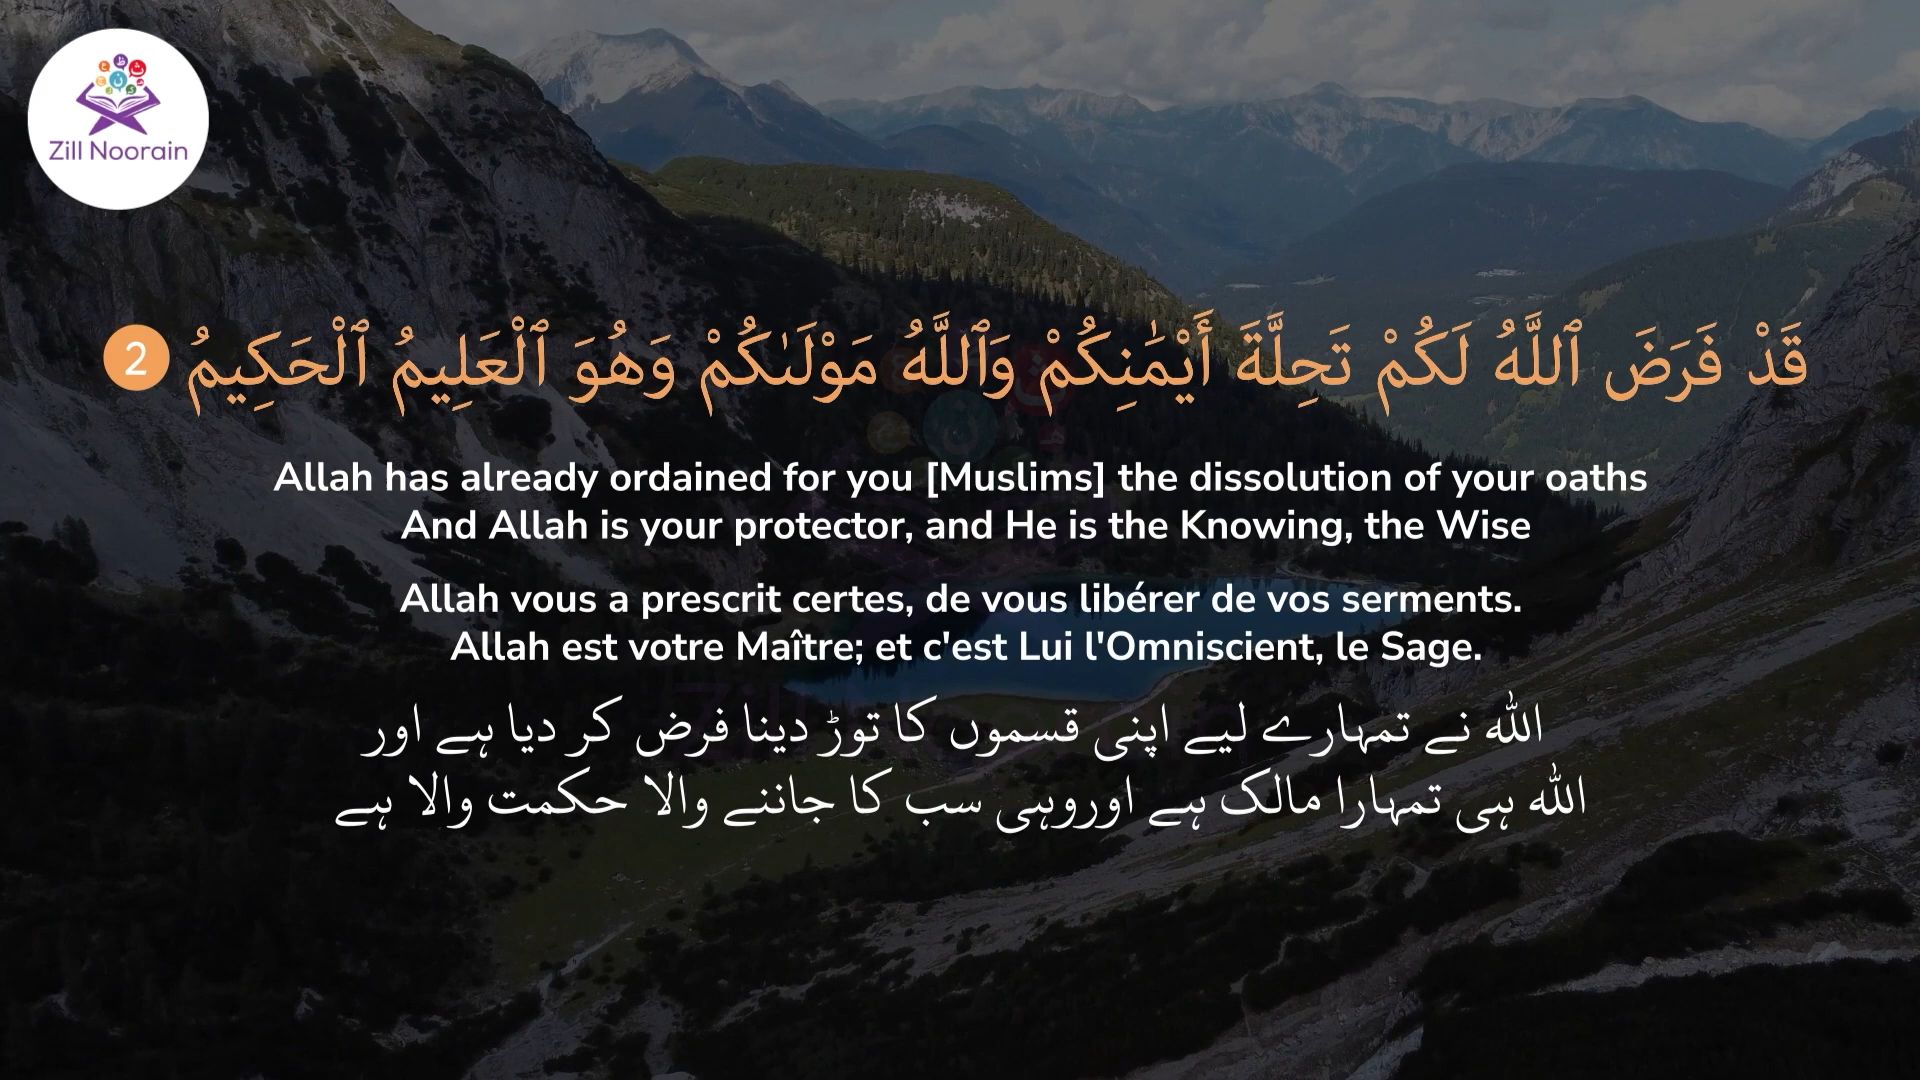 Zill Noorain
قَدْ فَرَضَ ٱللَّهُ لَكُمْ تَحِلَّةَ أَيْمَٰنِكُمْ وَٱللَّهُ مَوْلَىٰكُمْ وَهُوَ ٱلْعَلِيمُ ٱلْحَكِيمُ 2
Allah has already ordained for you [Muslims] the dissolution of your oaths
And Allah is your protector, and He is the Knowing, the Wise
Allah vous a prescrit certes, de vous libérer de vos serments.
Allah est votre Maître; et c'est Lui l'Omniscient, le Sage.
الله نے تمہارے لیے اپنی قسموں کا توڑ دینا فرض کر دیا ہے اور
الله ہی تمہارا مالک ہے اوروہی سب کا جاننے والا حکمت والا ہے